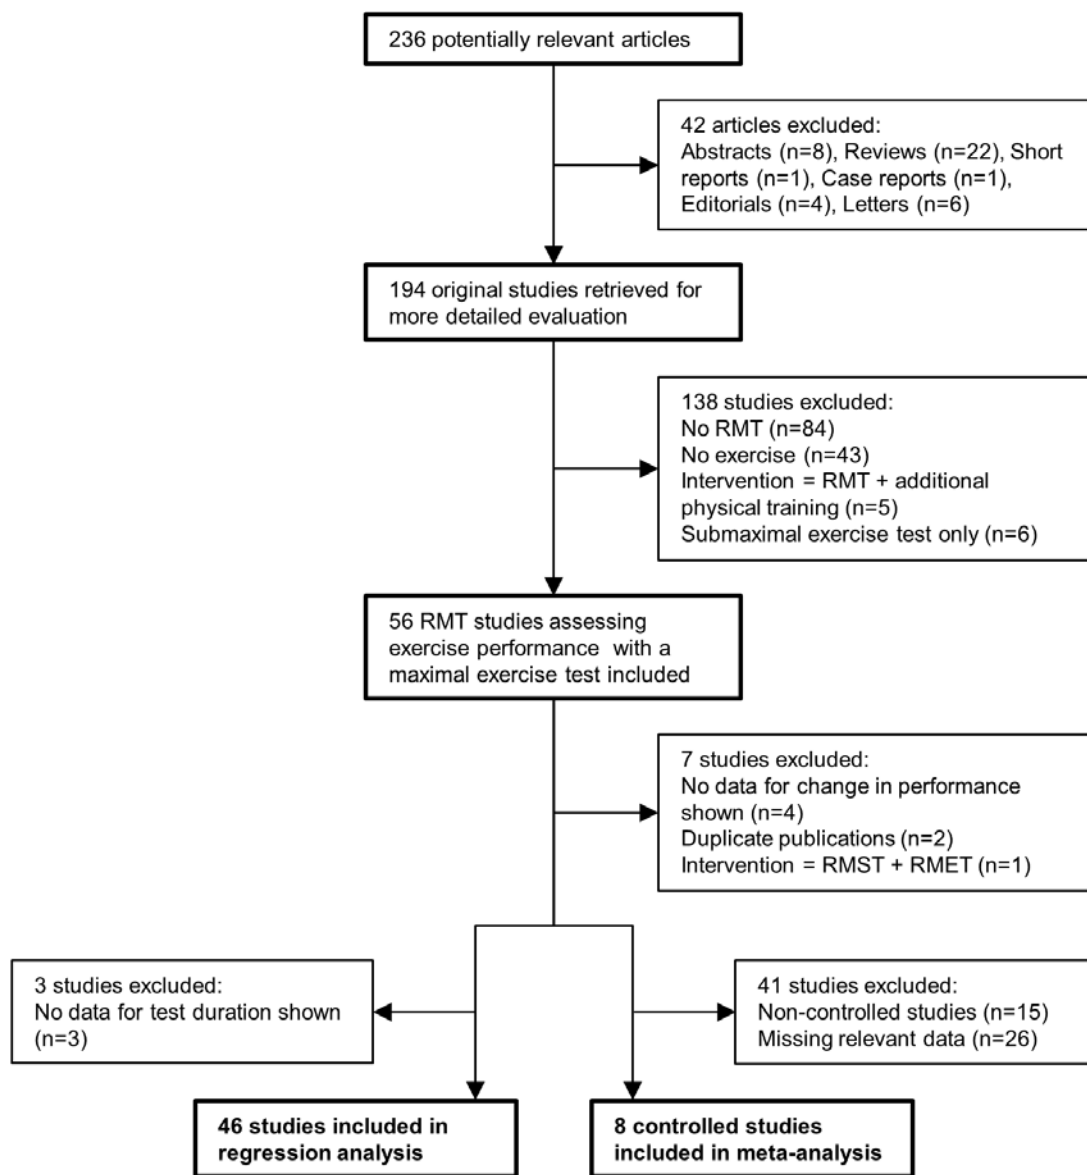 236 potentially relevant articles
42 articles excluded:
Abstracts (n=8), Reviews (n=22), Short
reports (n=1), Case reports (n=1),
Editorials (n=4), Letters (n=6)
194 original studies retrieved for
more detailed evaluation
138 studies excluded:
No RMT (n=84)
No exercise (n=43)
Intervention = RMT + additional
physical training (n=5)
Submaximal exercise test only (n=6)
56 RMT studies assessing
exercise performance with a
maximal exercise test included
7 studies excluded:
No data for change in performance
shown (n=4)
Duplicate publications (n=2)
Intervention = RMST + RMET (n=1)
3 studies excluded:
No data for test duration shown
(n=3)
41 studies excluded:
Non-controlled studies (n=15)
Missing relevant data (n=26)
46 studies included in
regression analysis
8 controlled studies
included in meta-analysis